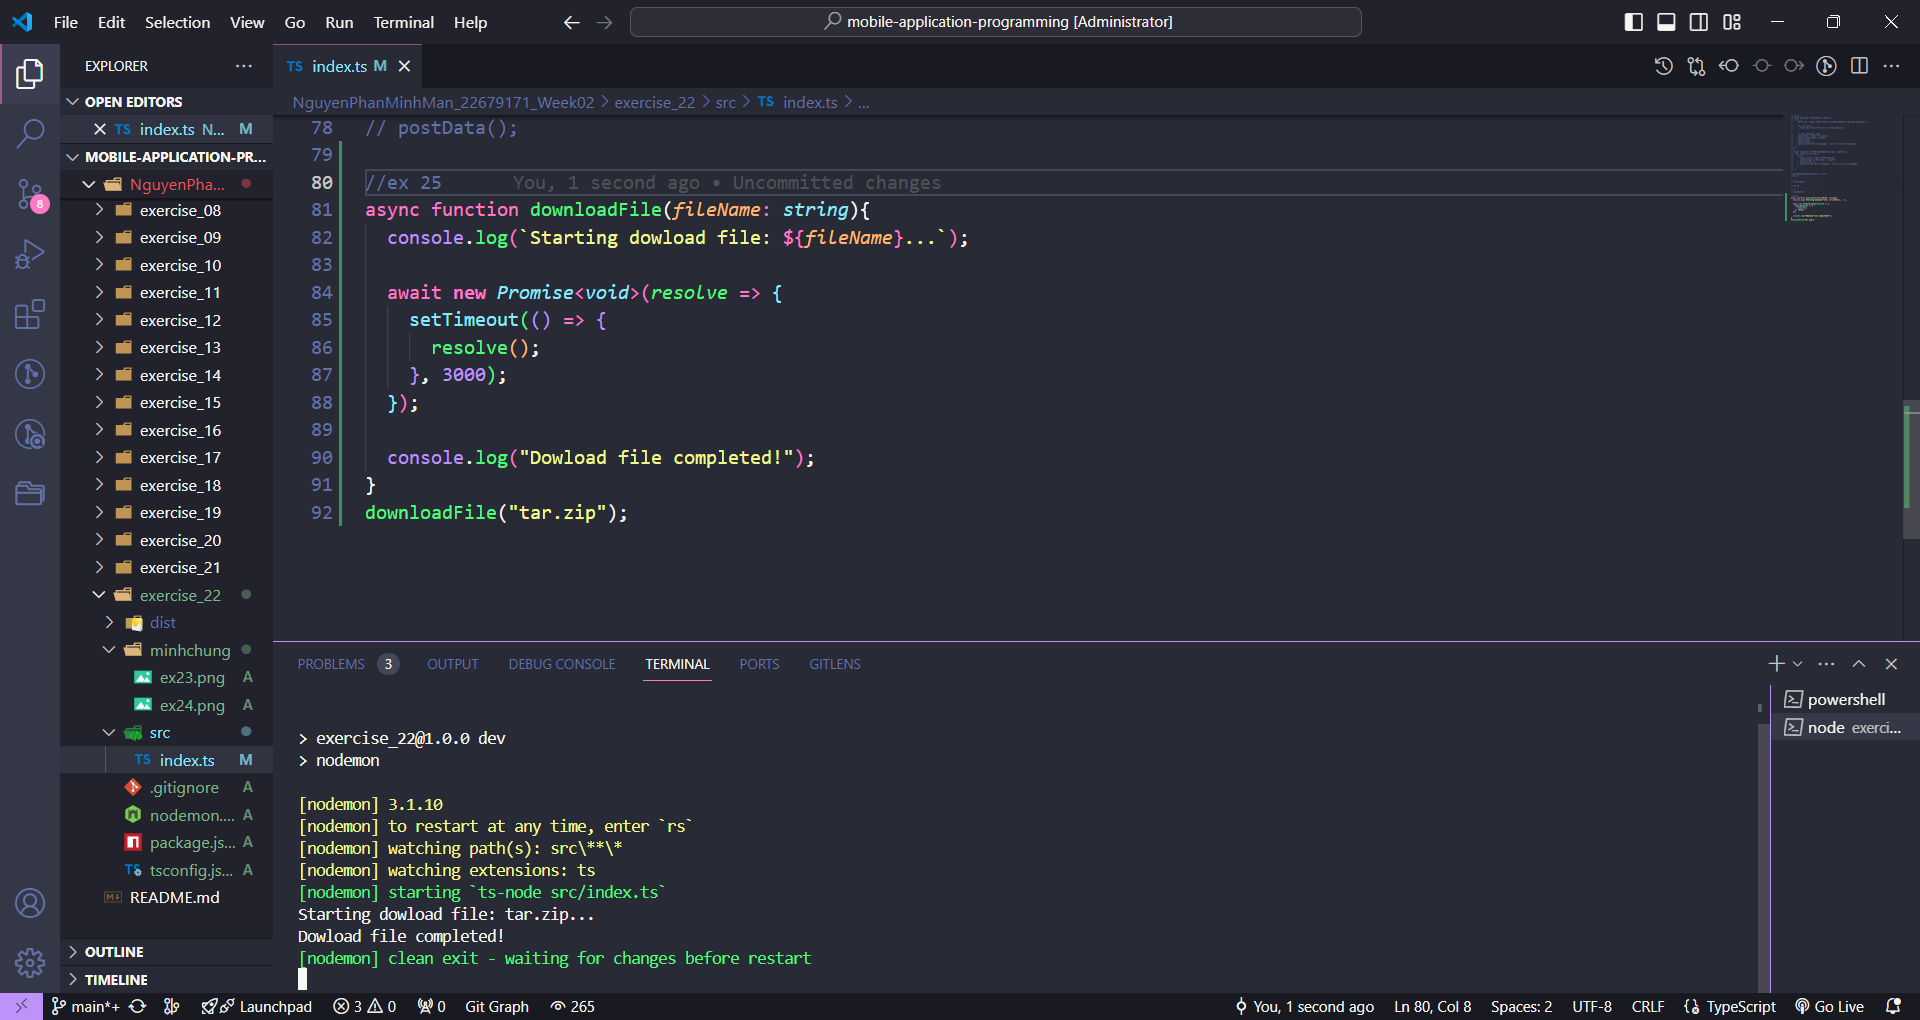 File Edit Selection View Go Run Terminal Help
mobile-application-programming [Administrator]
EXPLORER
OPEN EDITORS
TS index.ts N... M
MOBILE-APPLICATION-PR...
NguyenPha...
exercise_08
exercise_09
exercise_10
exercise_11
exercise_12
exercise_13
exercise_14
exercise_15
exercise_16
exercise_17
exercise_18
exercise_19
exercise_20
exercise_21
exercise_22
dist
minhchung
ex23.png A
ex24.png A
src
TS index.ts M
.gitignore A
nodemon.... A
package.js... A
tsconfig.js... A
README.md
OUTLINE
TIMELINE
8
TS index.ts M
NguyenPhanMinhMan_22679171_Week02 > exercise_22 > src > TS index.ts > ...
78 // postData();
79
80 //ex 25 You, 1 second ago • Uncommitted changes
81 async function downloadFile(fileName: string){
82 console.log(`Starting dowload file: ${fileName}...`);
83
84 await new Promise<void>(resolve => {
85 setTimeout(() => {
86 resolve();
87 }, 3000);
88 });
89
90 console.log("Dowload file completed!");
91 }
92 downloadFile("tar.zip");
PROBLEMS 3 OUTPUT DEBUG CONSOLE TERMINAL PORTS GITLENS
> exercise_22@1.0.0 dev
> nodemon
[nodemon] 3.1.10
[nodemon] to restart at any time, enter `rs`
[nodemon] watching path(s): src\**\*
[nodemon] watching extensions: ts
[nodemon] starting `ts-node src/index.ts`
Starting dowload file: tar.zip...
Dowload file completed!
[nodemon] clean exit - waiting for changes before restart
powershell
node exerci...
main*+ Launchpad 3 0 0 Git Graph 265
You, 1 second ago Ln 80, Col 8 Spaces: 2 UTF-8 CRLF TypeScript Go Live